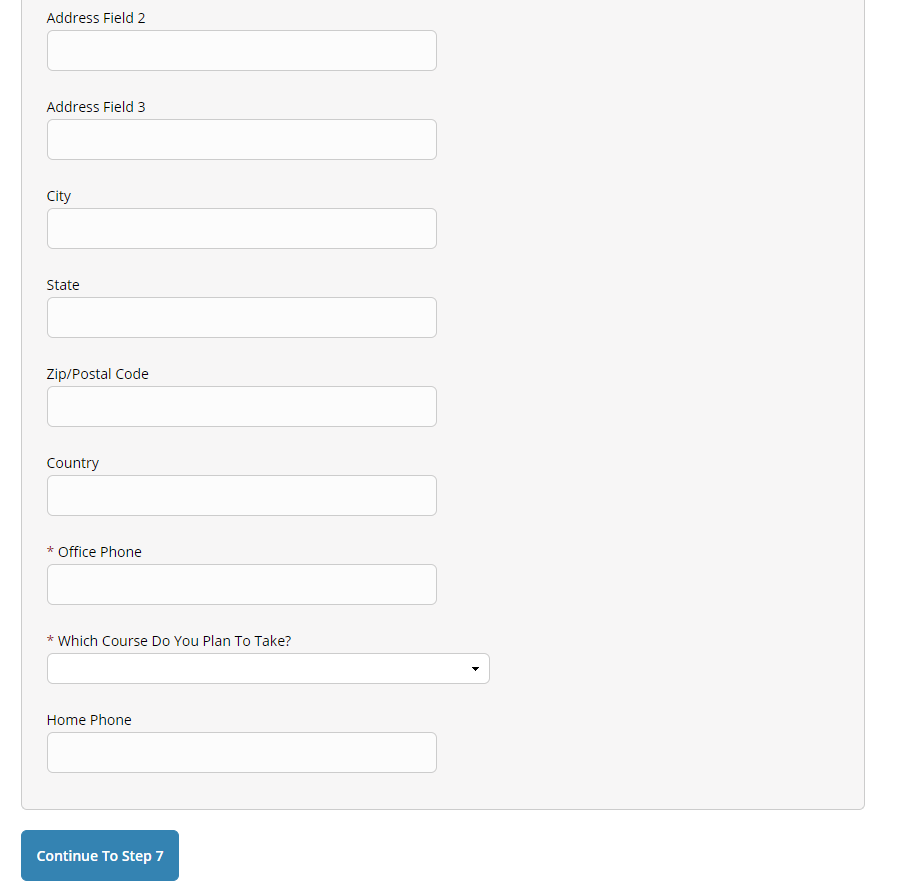 Address Field 2
Address Field 3
City
State
Zip/Postal Code
Country
* Office Phone
* Which Course Do You Plan To Take?
Home Phone
Continue To Step 7